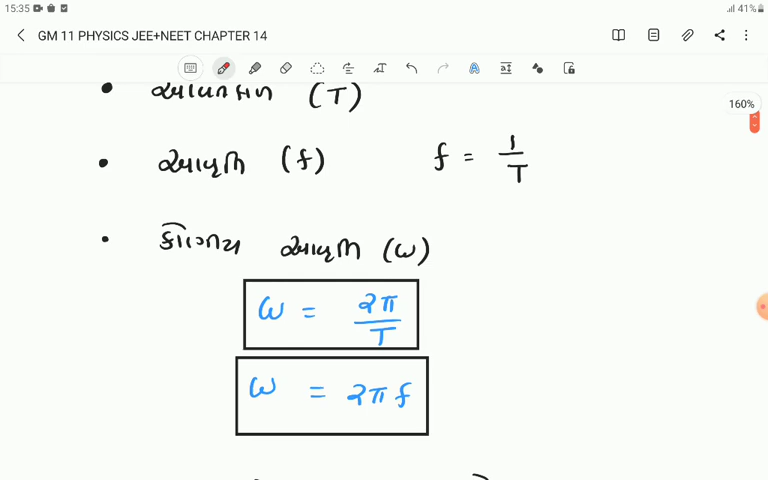 15:35
41%
GM 11 PHYSICS JEE+NEET CHAPTER 14
160%
• આવર્તકાળ (T)
• આવૃત્તિ (f) f = 1/T
• કોણીય આવૃત્તિ (ω)
ω = 2π/T
ω = 2πf